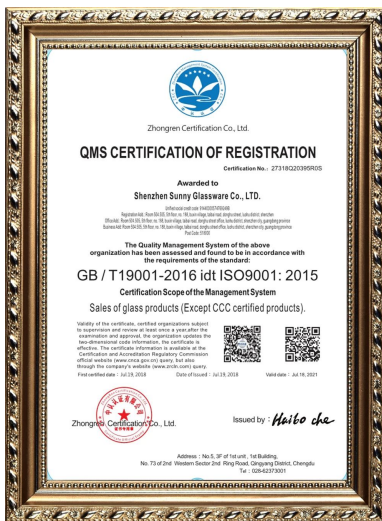 Zhongren Certification Co., Ltd.
QMS CERTIFICATION OF REGISTRATION
Certification No.: 27318Q20395R0S
Awarded to
Shenzhen Sunny Glassware Co., LTD.
The Quality Management System of the above
organization has been assessed and found to be in accordance with
the requirements of the standard:
GB / T19001-2016 idt ISO9001: 2015
Certification Scope of the Management System
Sales of glass products (Except CCC certified products).
Validity of the certificate, certified organizations subject
to supervision and review at least once a year.after the
examination and approval, the organization updates the
two-dimensional code information, the certificate is
effective. The certificate information is available at the
Certification and Accreditation Regulatory Commission
official website (www.cnca.gov.cn) query, but also
through the company's website (www.zrcln.com) query.
First certified date : Jul.19, 2018 Date of Issued : Jul.19, 2018 Valid date : Jul.18, 2021
Zhongren Certification Co., Ltd.
Issued by : Haibo che
Address : No.5, 3F of 1st unit , 1st Building,
No. 73 of 2nd Western Sector 2nd Ring Road, Qingyang District, Chengdu
Tel : 028-62373001